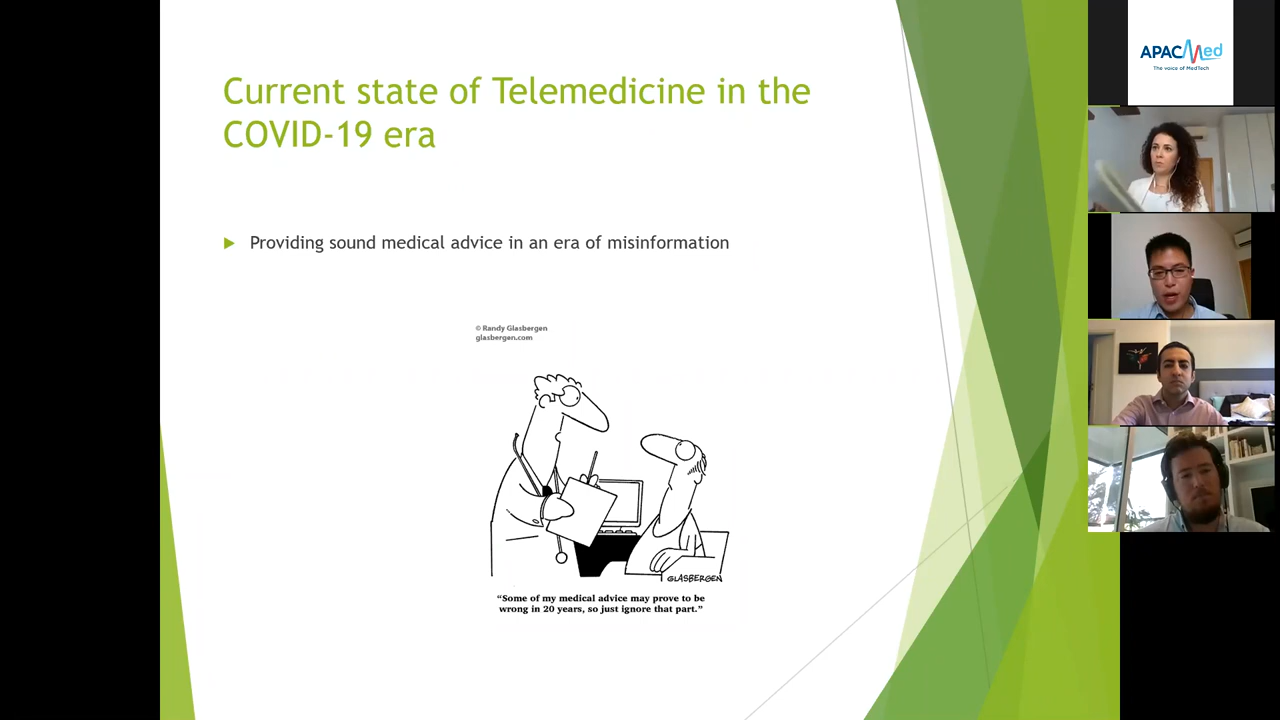 Current state of Telemedicine in the
COVID-19 era
Providing sound medical advice in an era of misinformation
© Randy Glasbergen
glasbergen.com
GLASBERGEN
"Some of my medical advice may prove to be
wrong in 20 years, so just ignore that part."
APACMed
The voice of MedTech